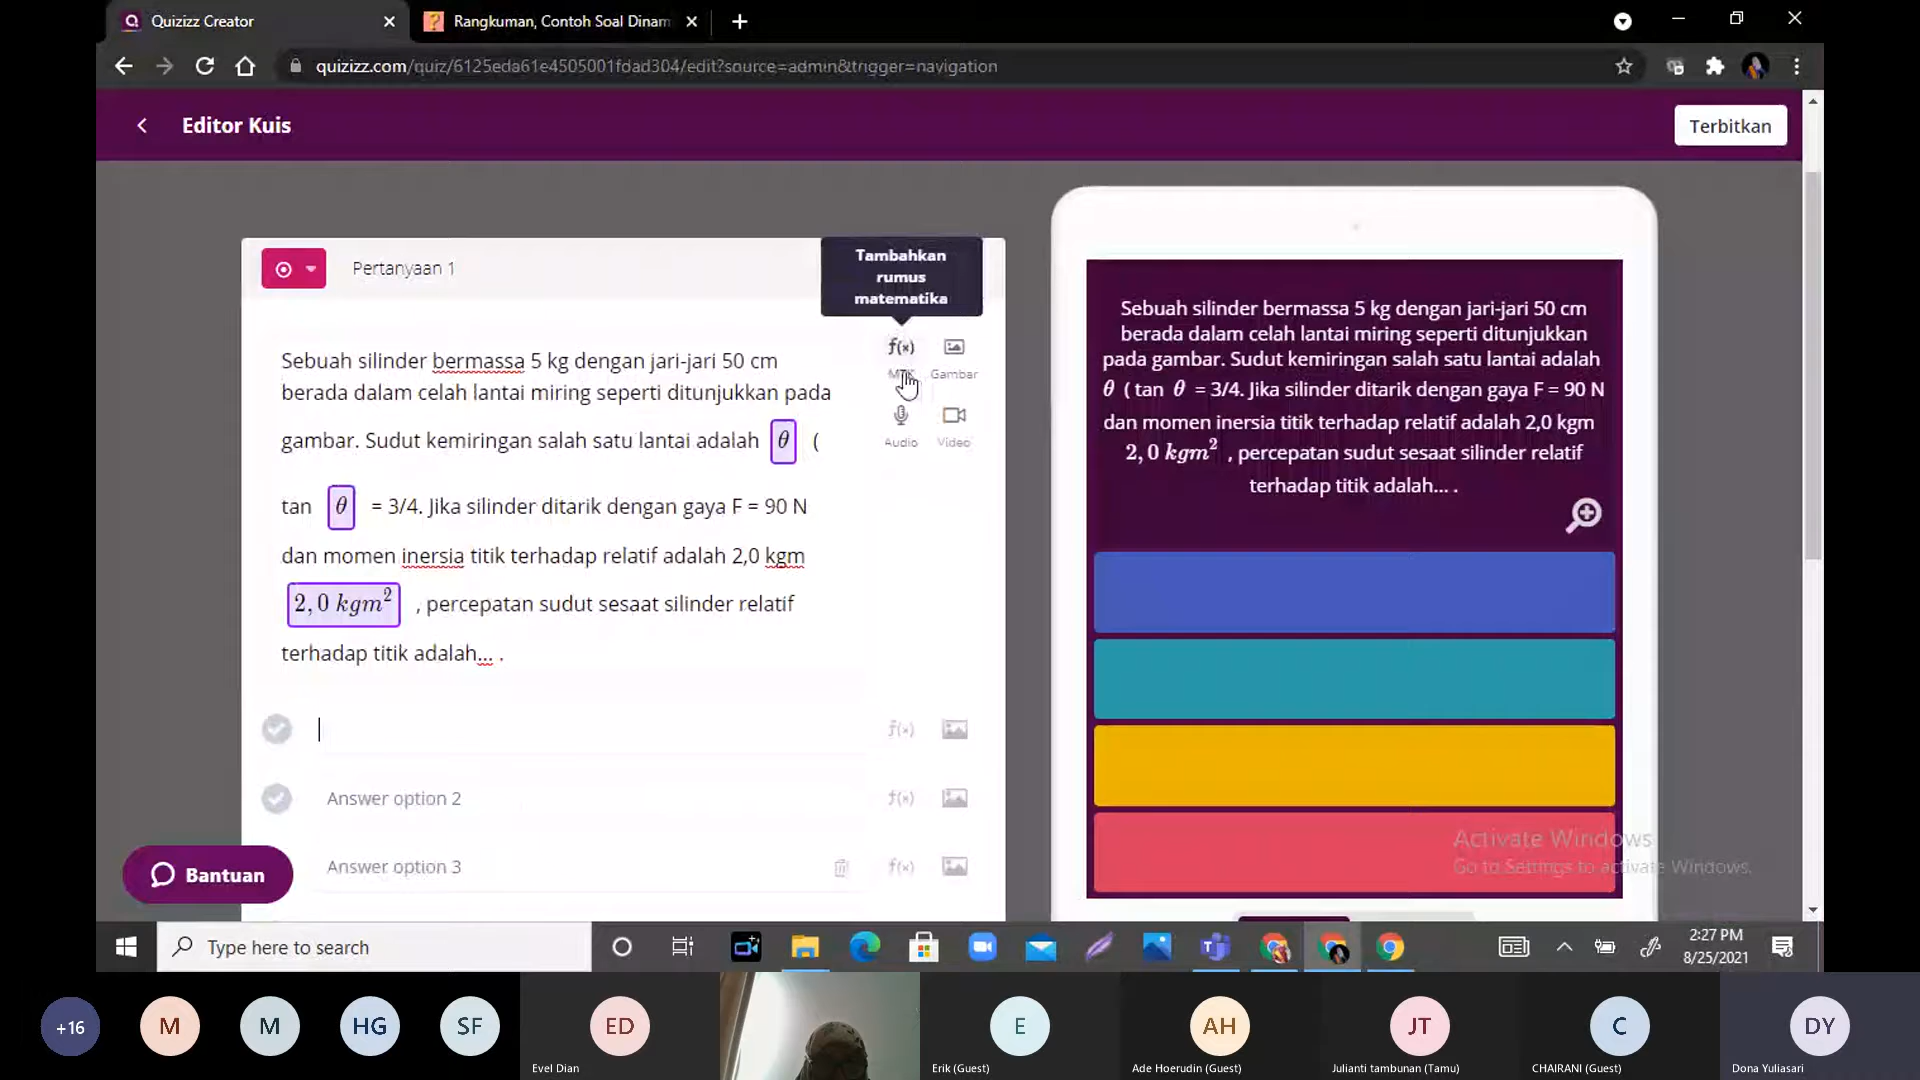 Quizizz Creator
Rangkuman, Contoh Soal Dinam
quizizz.com/quiz/6125eda61e4505001fdad304/edit?source=admin&trigger=navigation
Editor Kuis
Terbitkan
Pertanyaan 1
Tambahkan
rumus
matematika
f(x)
Gambar
Audio
Video
Sebuah silinder bermassa 5 kg dengan jari-jari 50 cm
berada dalam celah lantai miring seperti ditunjukkan pada
gambar. Sudut kemiringan salah satu lantai adalah θ (
tan θ = 3/4. Jika silinder ditarik dengan gaya F = 90 N
dan momen inersia titik terhadap relatif adalah 2,0 kgm
2,0 kgm² , percepatan sudut sesaat silinder relatif
terhadap titik adalah... .
f(x)
Answer option 2
f(x)
Answer option 3
f(x)
Bantuan
Sebuah silinder bermassa 5 kg dengan jari-jari 50 cm
berada dalam celah lantai miring seperti ditunjukkan
pada gambar. Sudut kemiringan salah satu lantai adalah
θ ( tan θ = 3/4. Jika silinder ditarik dengan gaya F = 90 N
dan momen inersia titik terhadap relatif adalah 2,0 kgm
2,0 kgm² , percepatan sudut sesaat silinder relatif
terhadap titik adalah... .
Activate Windows
Go to Settings to activate Windows.
Type here to search
2:27 PM
8/25/2021
+16
M
M
HG
SF
ED
Evel Dian
E
Erik (Guest)
AH
Ade Hoerudin (Guest)
JT
Julianti tambunan (Tamu)
C
CHAIRANI (Guest)
DY
Dona Yuliasari